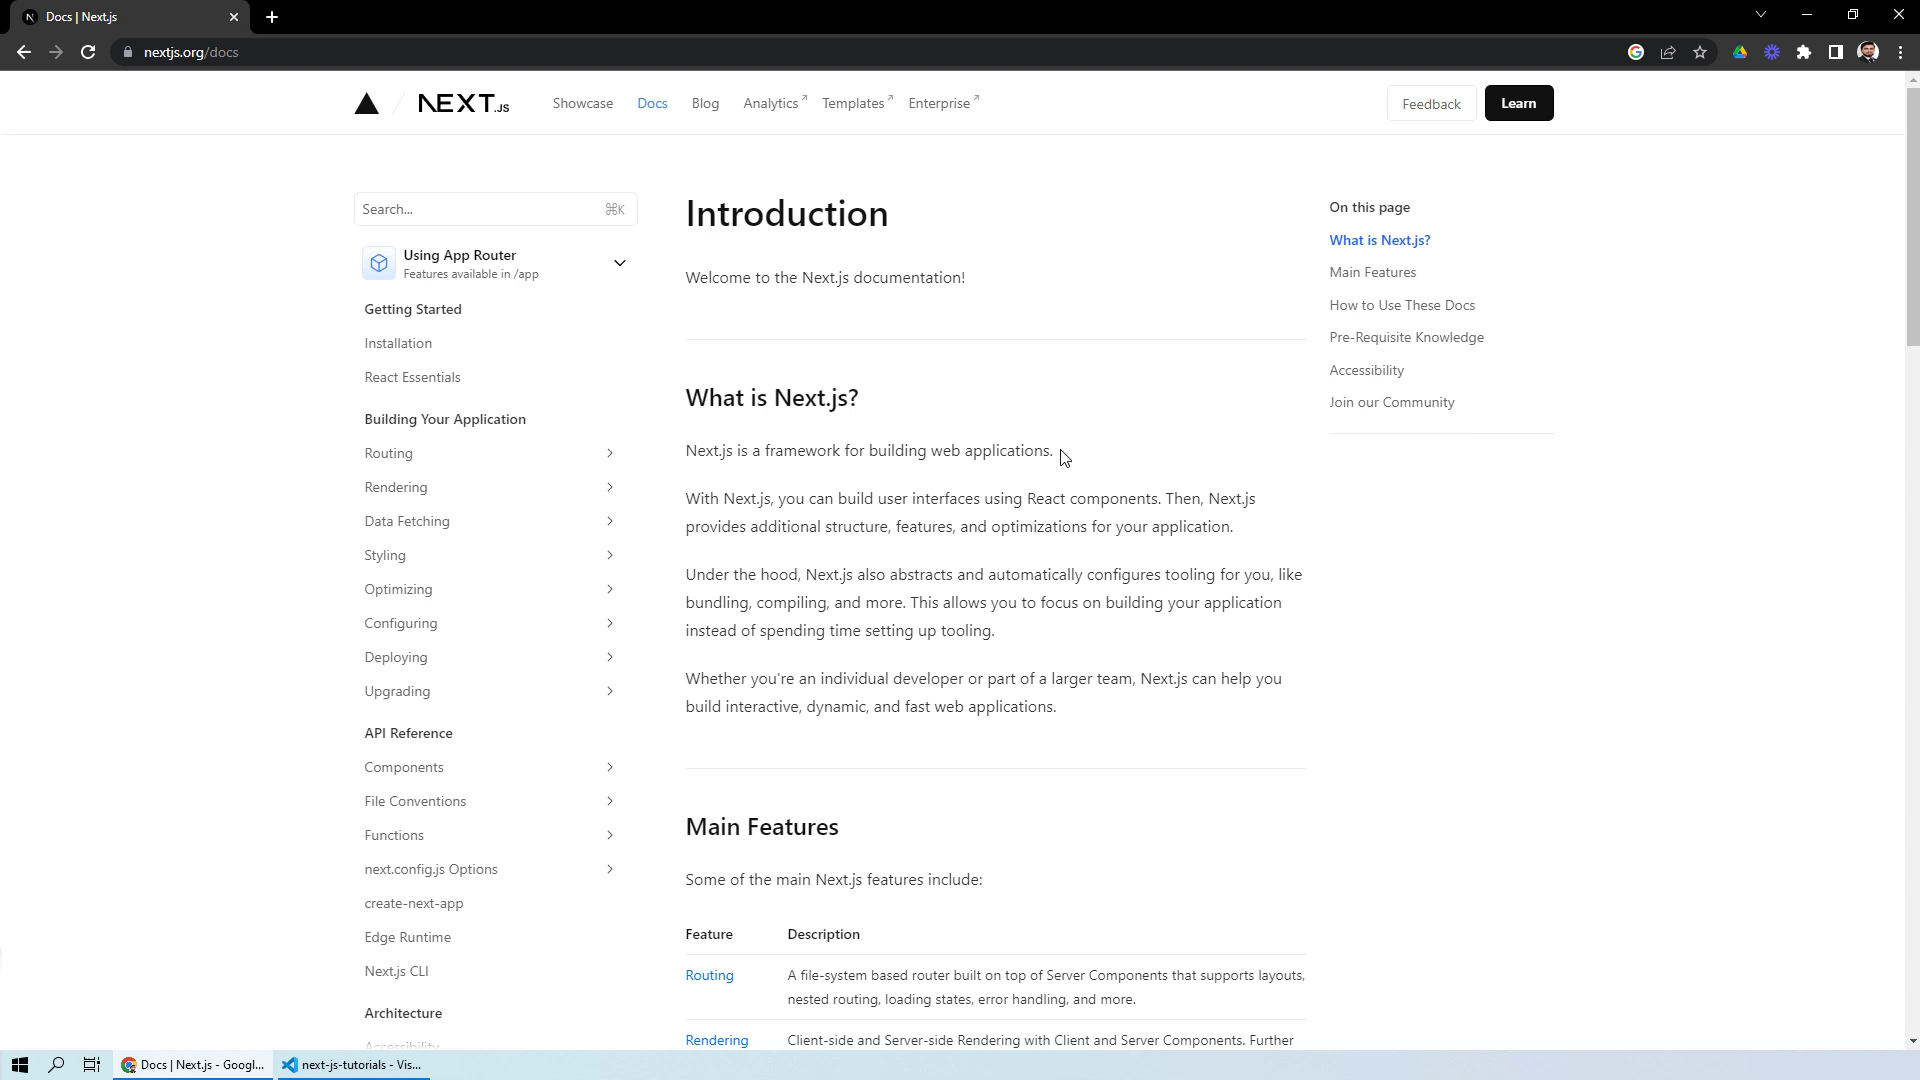 Docs | Next.js
nextjs.org/docs
NEXT.JS
Showcase
Docs
Blog
Analytics
Templates
Enterprise
Feedback
Learn
Search...
⌘K
Using App Router
Features available in /app
Getting Started
Installation
React Essentials
Building Your Application
Routing
Rendering
Data Fetching
Styling
Optimizing
Configuring
Deploying
Upgrading
API Reference
Components
File Conventions
Functions
next.config.js Options
create-next-app
Edge Runtime
Next.js CLI
Architecture
Accessibility
Introduction
Welcome to the Next.js documentation!
What is Next.js?
Next.js is a framework for building web applications.
With Next.js, you can build user interfaces using React components. Then, Next.js
provides additional structure, features, and optimizations for your application.
Under the hood, Next.js also abstracts and automatically configures tooling for you, like
bundling, compiling, and more. This allows you to focus on building your application
instead of spending time setting up tooling.
Whether you're an individual developer or part of a larger team, Next.js can help you
build interactive, dynamic, and fast web applications.
Main Features
Some of the main Next.js features include:
Feature Description
Routing A file-system based router built on top of Server Components that supports layouts,
nested routing, loading states, error handling, and more.
Rendering Client-side and Server-side Rendering with Client and Server Components. Further
On this page
What is Next.js?
Main Features
How to Use These Docs
Pre-Requisite Knowledge
Accessibility
Join our Community
Docs | Next.js - Googl...
next-js-tutorials - Vis...